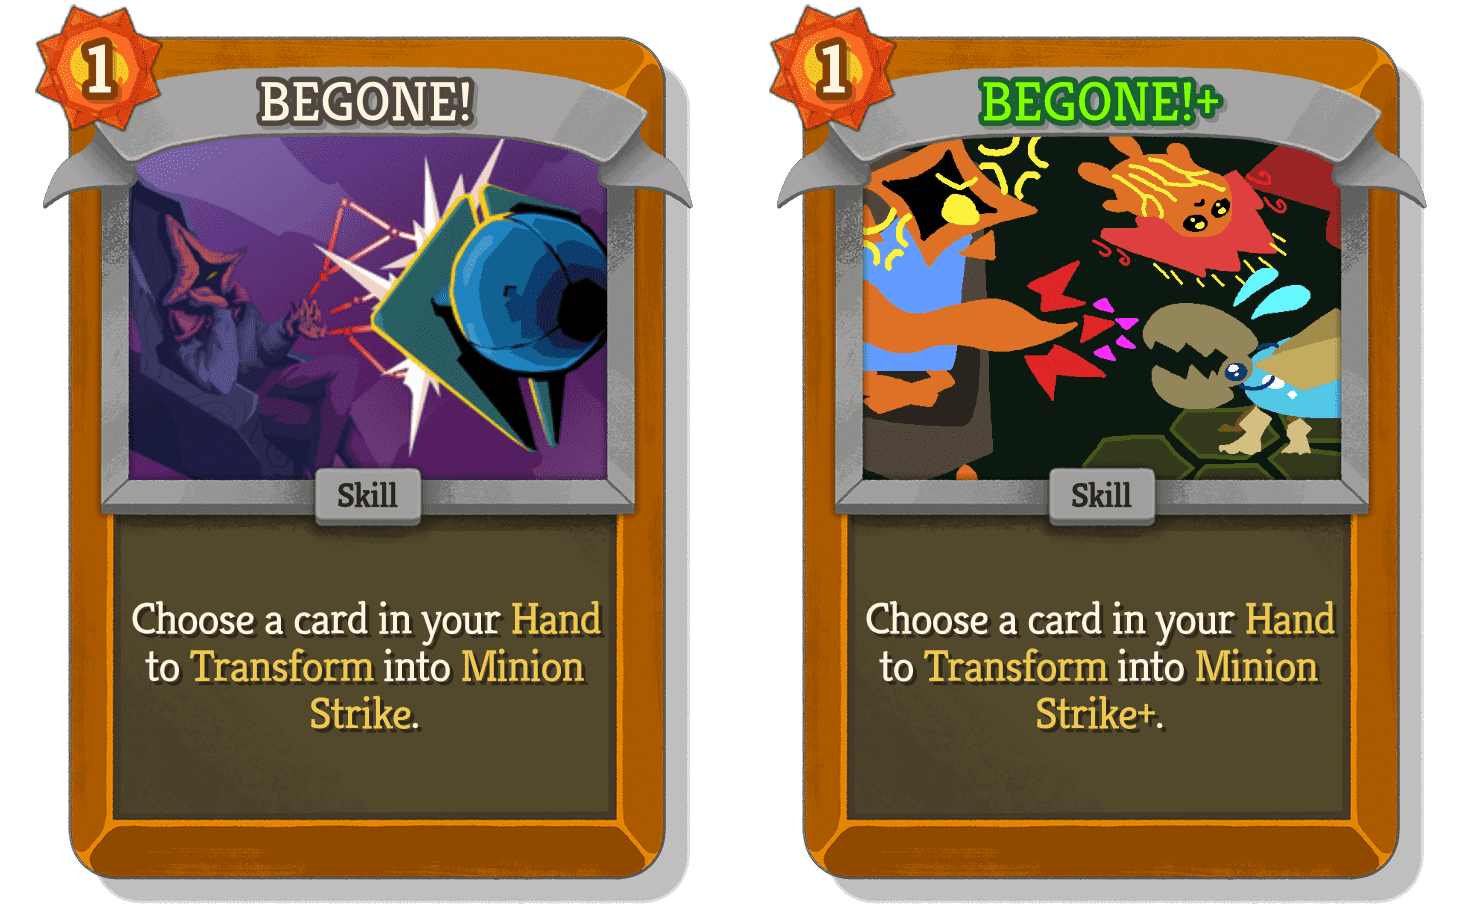 1
BEGONE!
Skill
Choose a card in your Hand
to Transform into Minion
Strike.
1
BEGONE!+
Skill
Choose a card in your Hand
to Transform into Minion
Strike+.